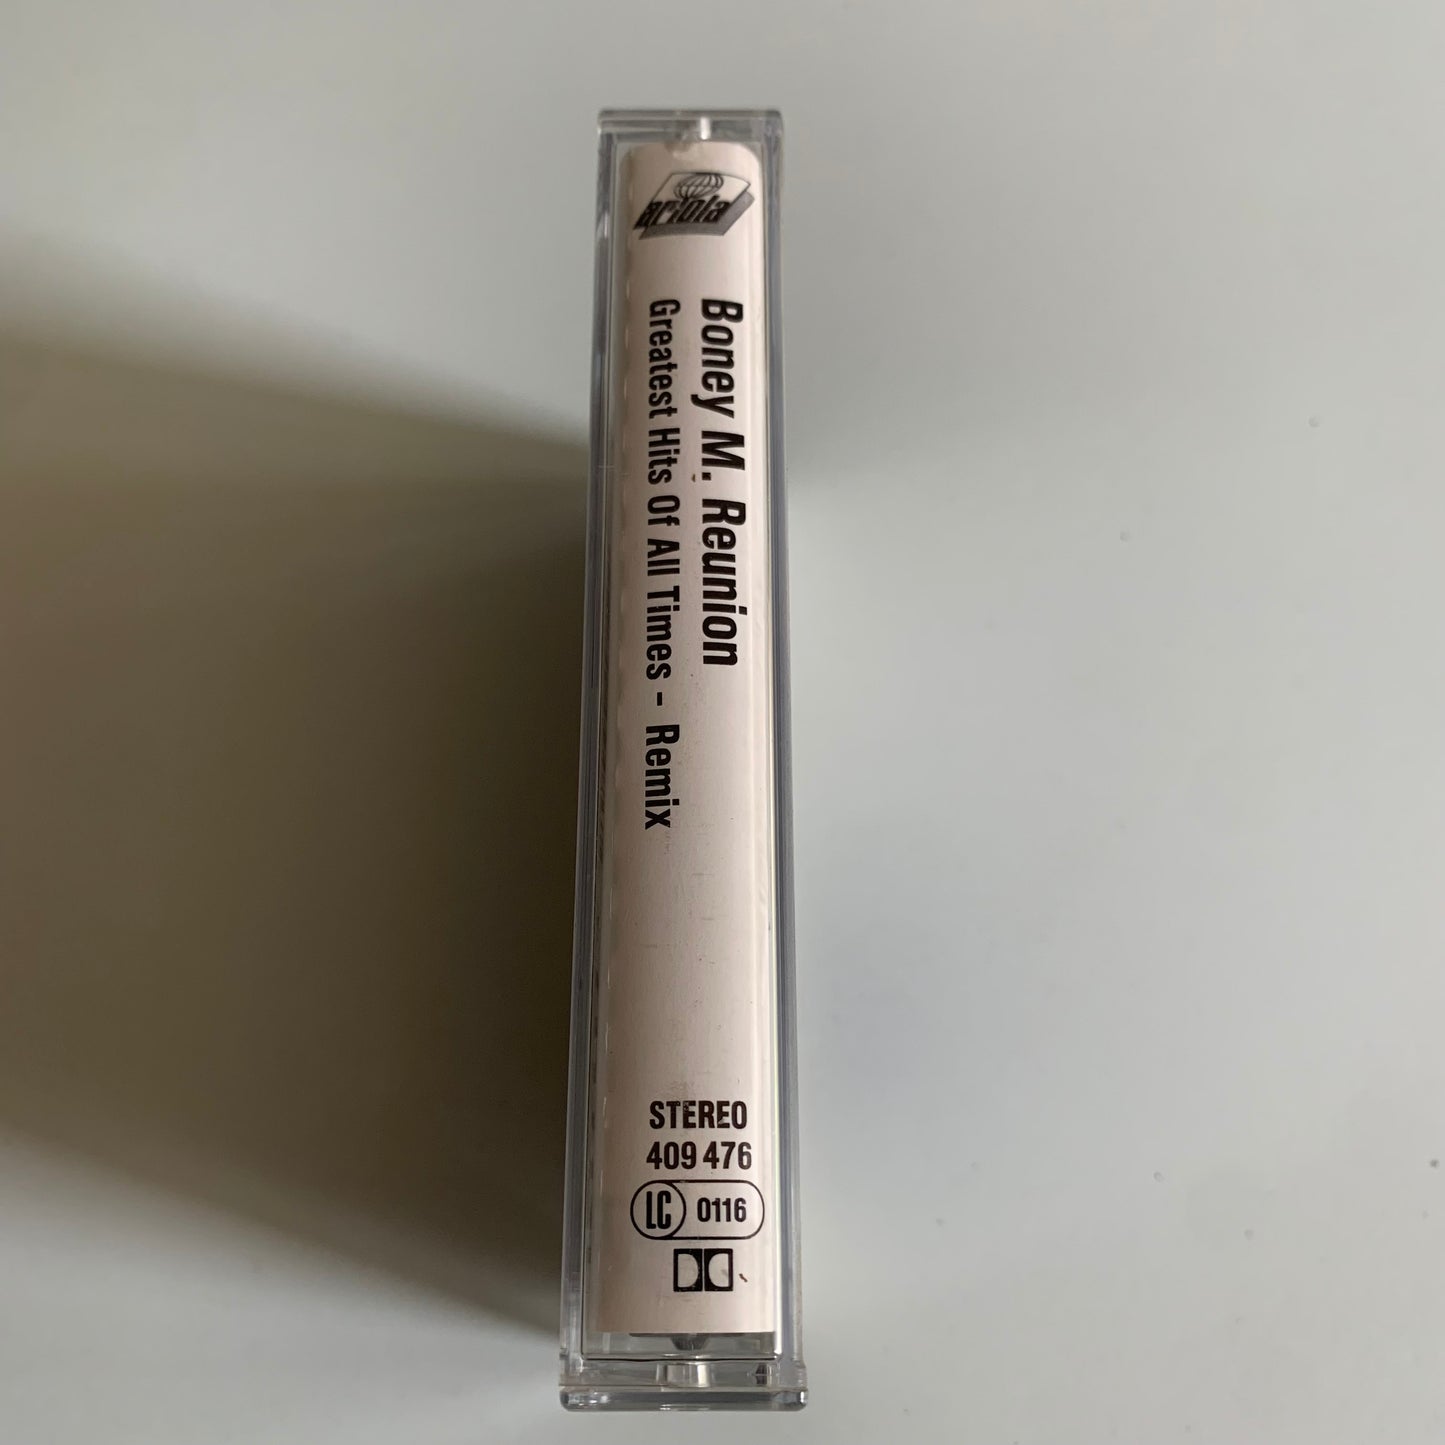 ariola
Boney M. Reunion
Greatest Hits Of All Times - Remix
STEREO
409 476
LC 0116